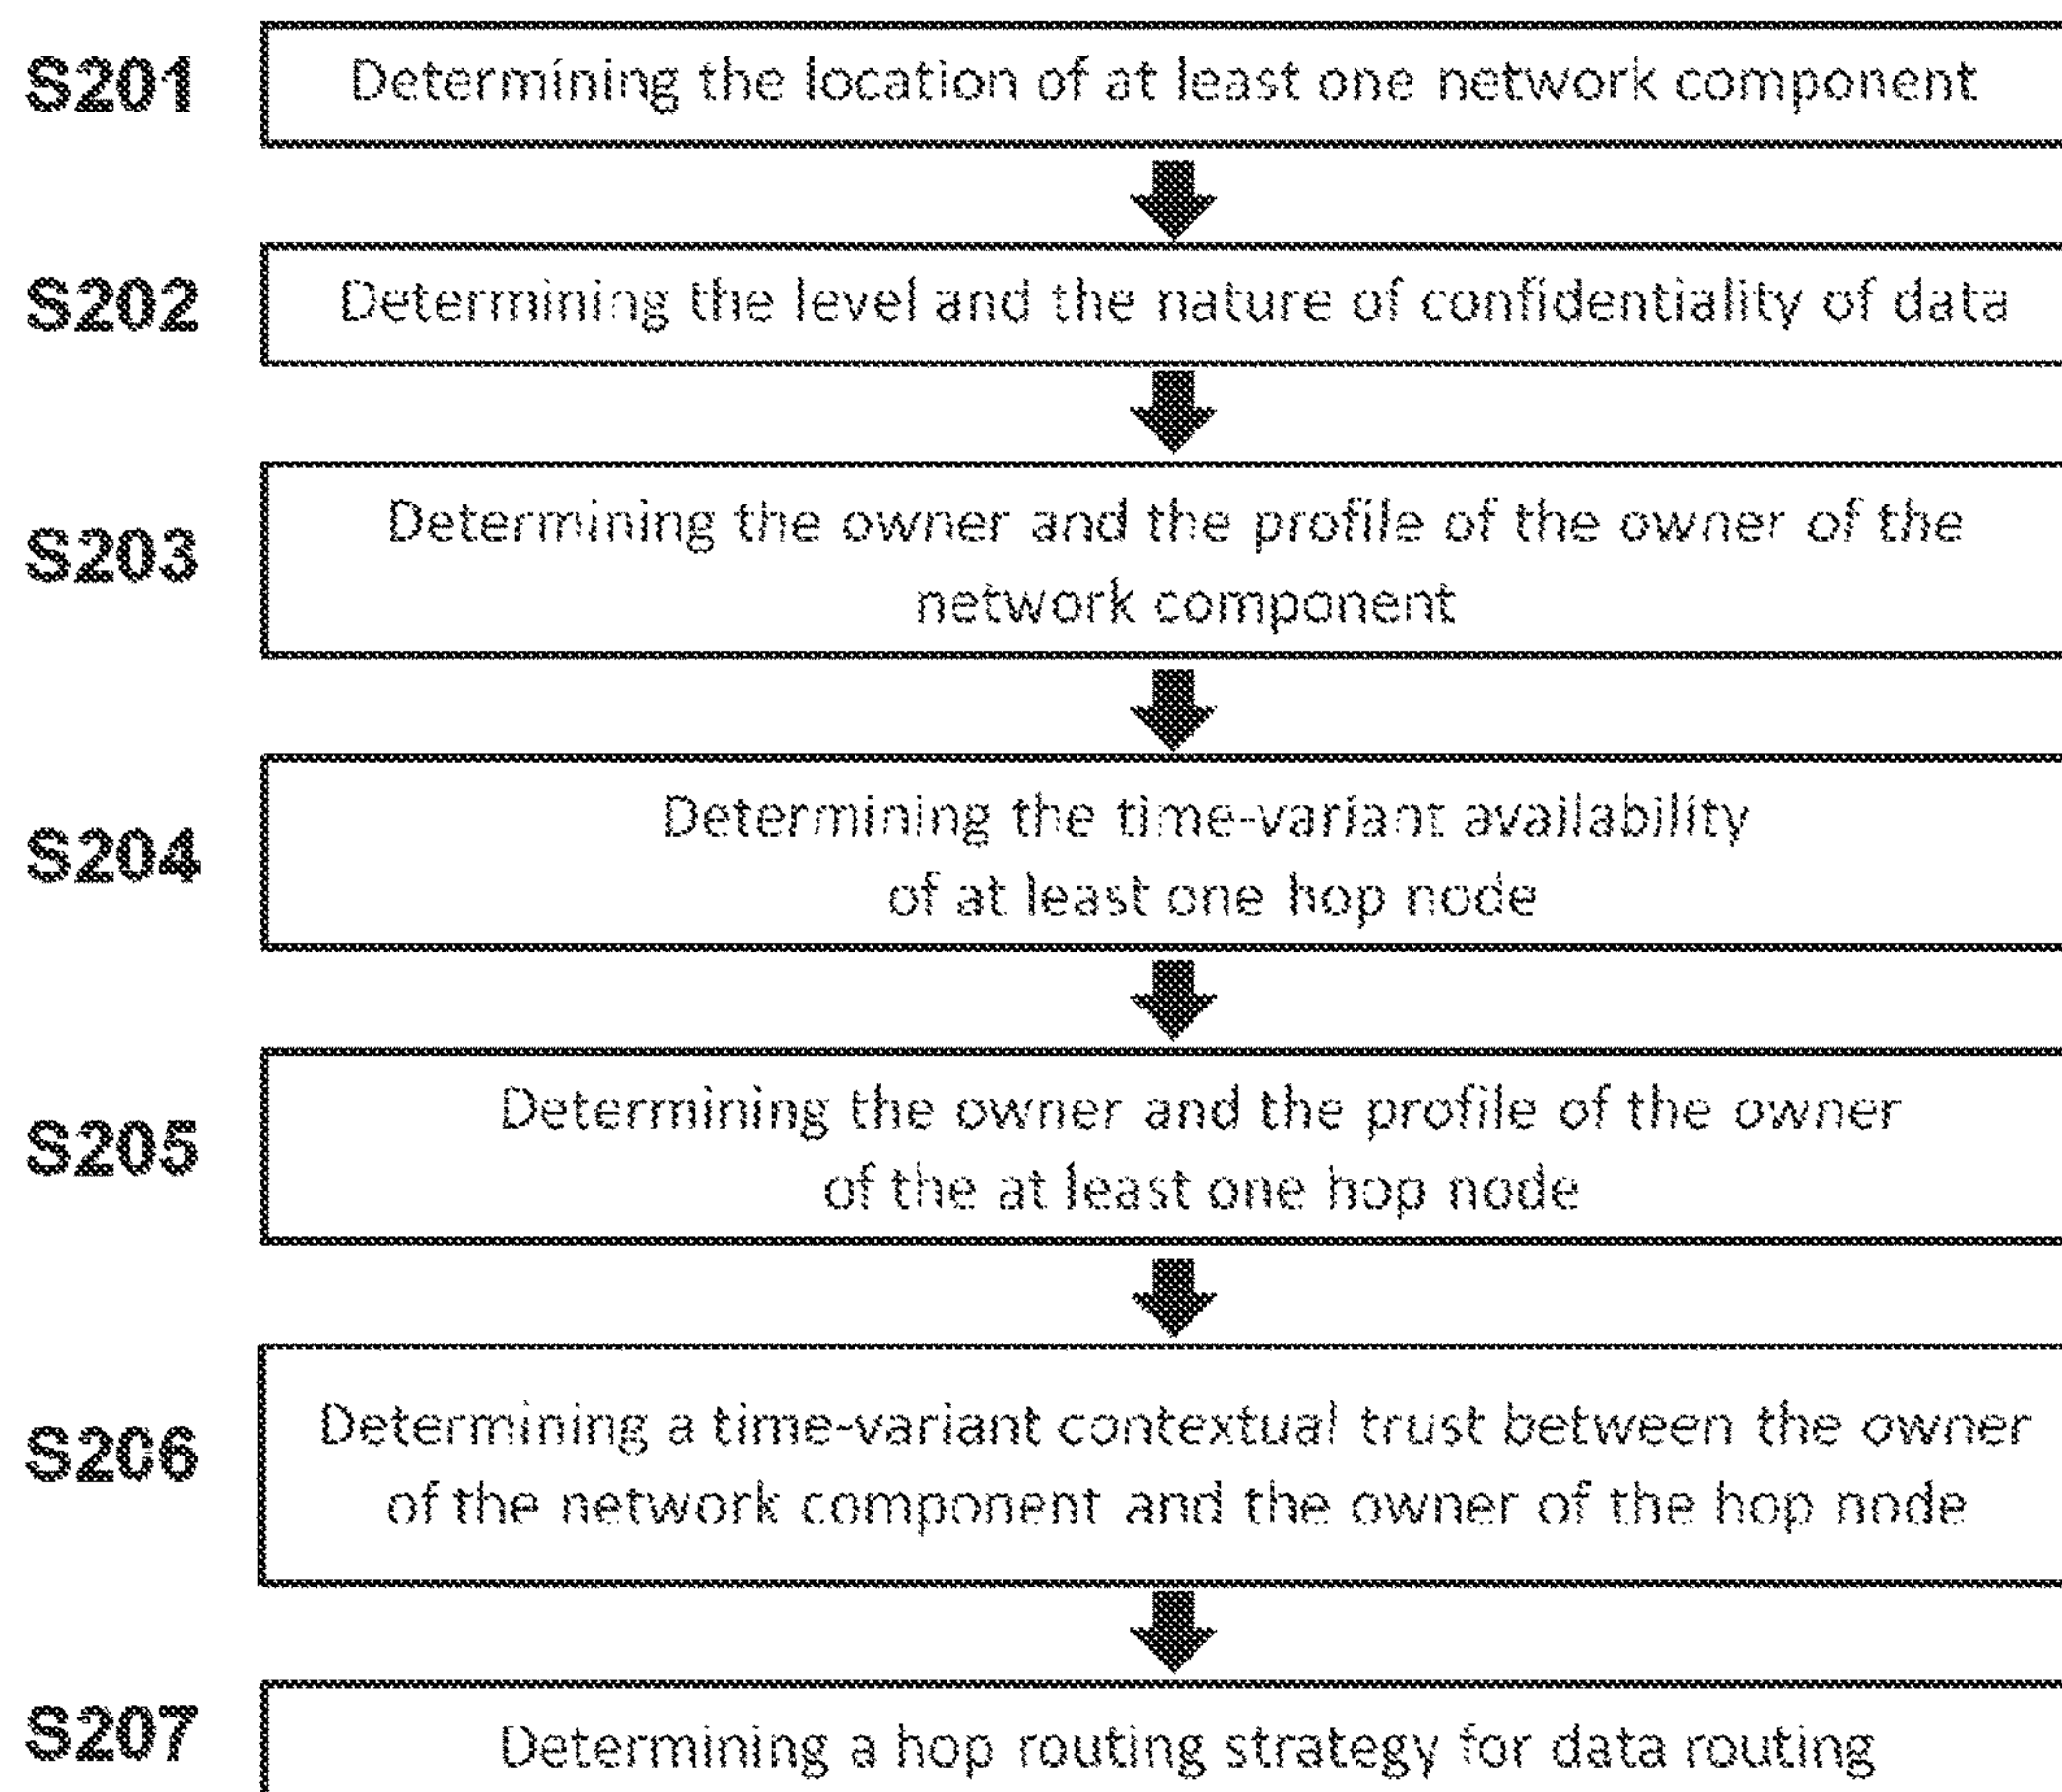 S201
Determining the location of at least one network component
S202
Determining the level and the nature of confidentiality of data
S203
Determining the owner and the profile of the owner of the
network component
S204
Determining the time-variant availability
of at least one hop node
S205
Determining the owner and the profile of the owner
of the at least one hop node
S206
Determining a time-variant contextual trust between the owner
of the network component and the owner of the hop node
S207
Determining a hop routing strategy for data routing